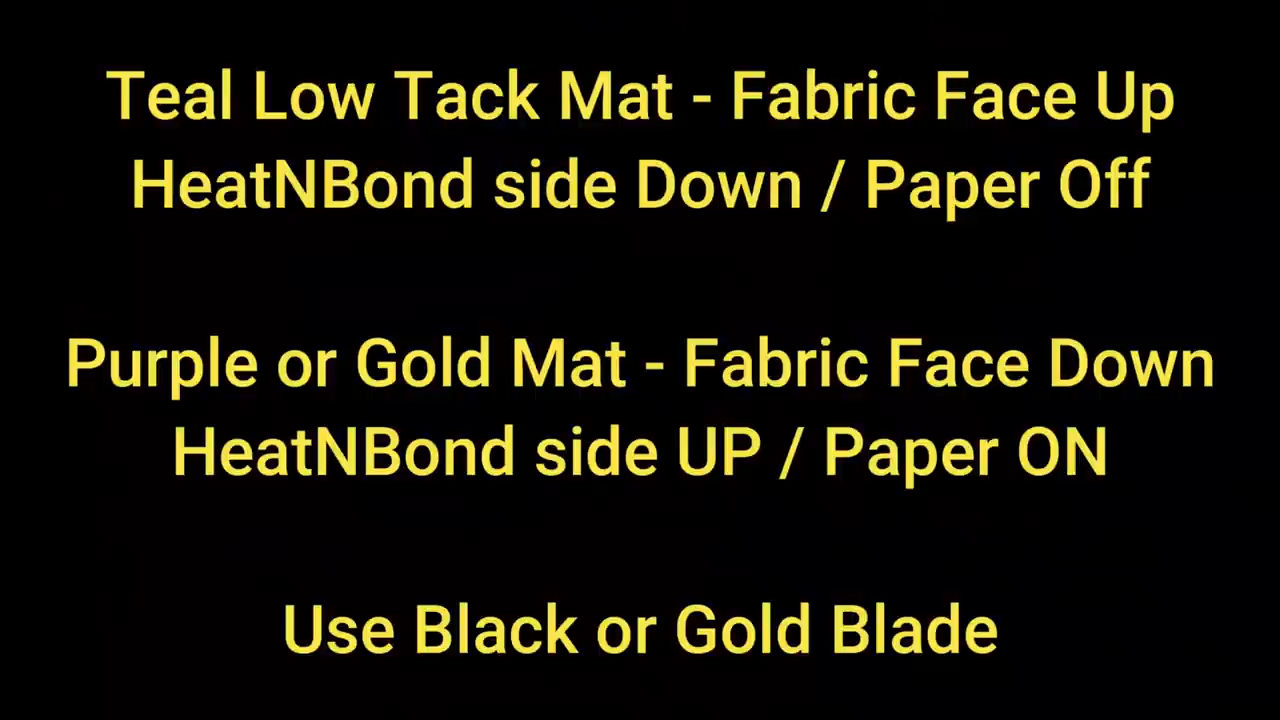 Teal Low Tack Mat - Fabric Face Up
HeatNBond side Down / Paper Off
Purple or Gold Mat - Fabric Face Down
HeatNBond side UP / Paper ON
Use Black or Gold Blade